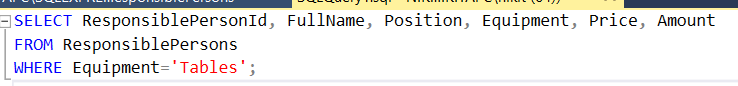 SELECT ResponsiblePersonId, FullName, Position, Equipment, Price, Amount
FROM ResponsiblePersons
WHERE Equipment='Tables';